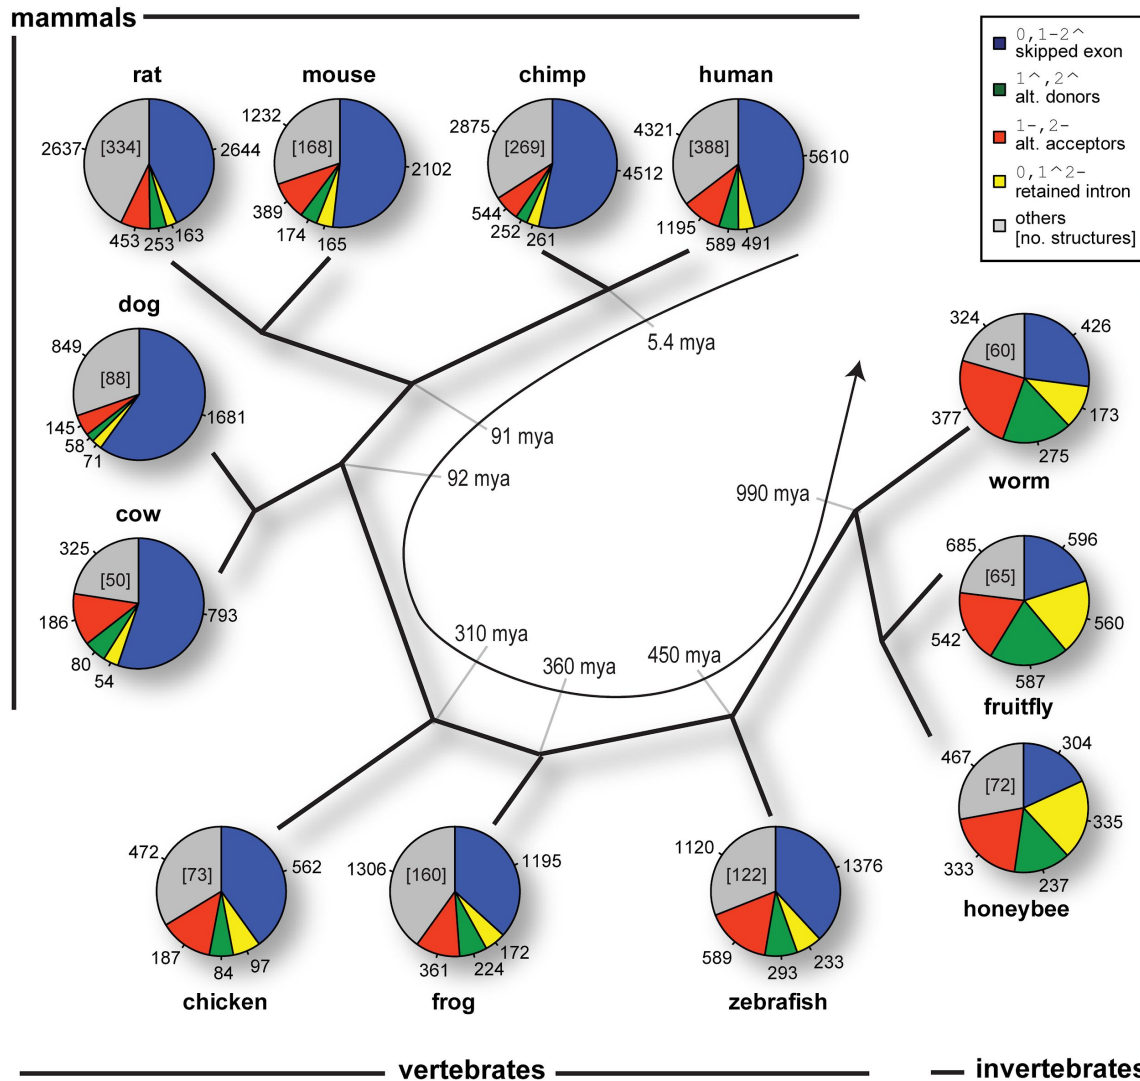 mammals
0,1-2^
skipped exon
1^,2^
alt. donors
1-,2-
alt. acceptors
0,1^2-
retained intron
others
[no. structures]
rat
2637
[334]
2644
453
253
163
mouse
1232
[168]
2102
389
174
165
chimp
2875
[269]
4512
544
252
261
human
4321
[388]
5610
1195
589
491
dog
849
[88]
1681
145
58
71
cow
325
[50]
793
186
80
54
5.4 mya
91 mya
92 mya
310 mya
360 mya
450 mya
990 mya
324
[60]
426
377
173
275
worm
685
[65]
596
542
560
587
fruitfly
467
[72]
304
333
335
237
honeybee
472
[73]
562
187
84
97
chicken
1306
[160]
1195
361
224
172
frog
1120
[122]
1376
589
293
233
zebrafish
vertebrates
invertebrates